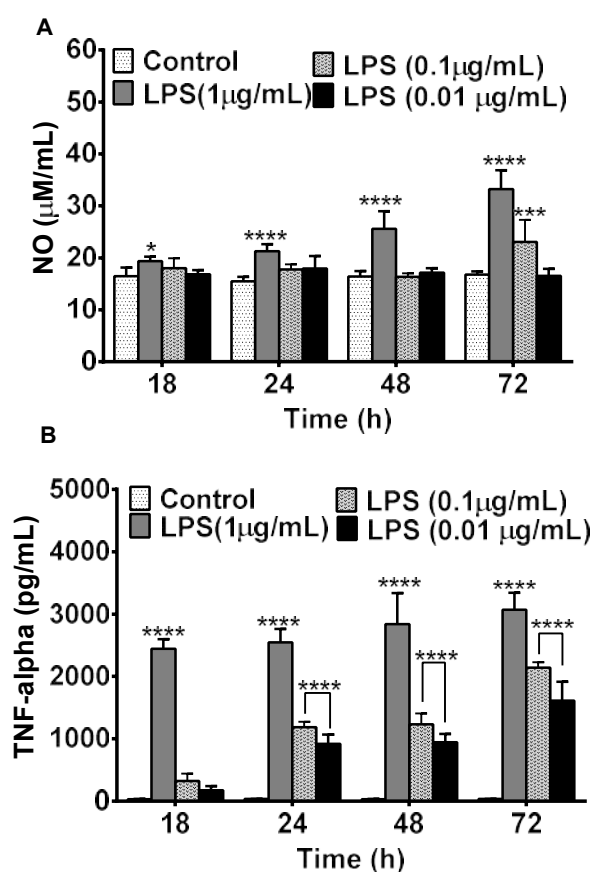 A
Control
LPS (0.1μg/mL)
LPS(1μg/mL)
LPS (0.01 μg/mL)
60
50
40
30
20
10
0
NO (μM/mL)
*
****
****
****
***
18 24 48 72
Time (h)
B
Control
LPS (0.1μg/mL)
LPS(1μg/mL)
LPS (0.01 μg/mL)
5000
4000
3000
2000
1000
0
TNF-alpha (pg/mL)
****
****
****
****
****
****
****
18 24 48 72
Time (h)